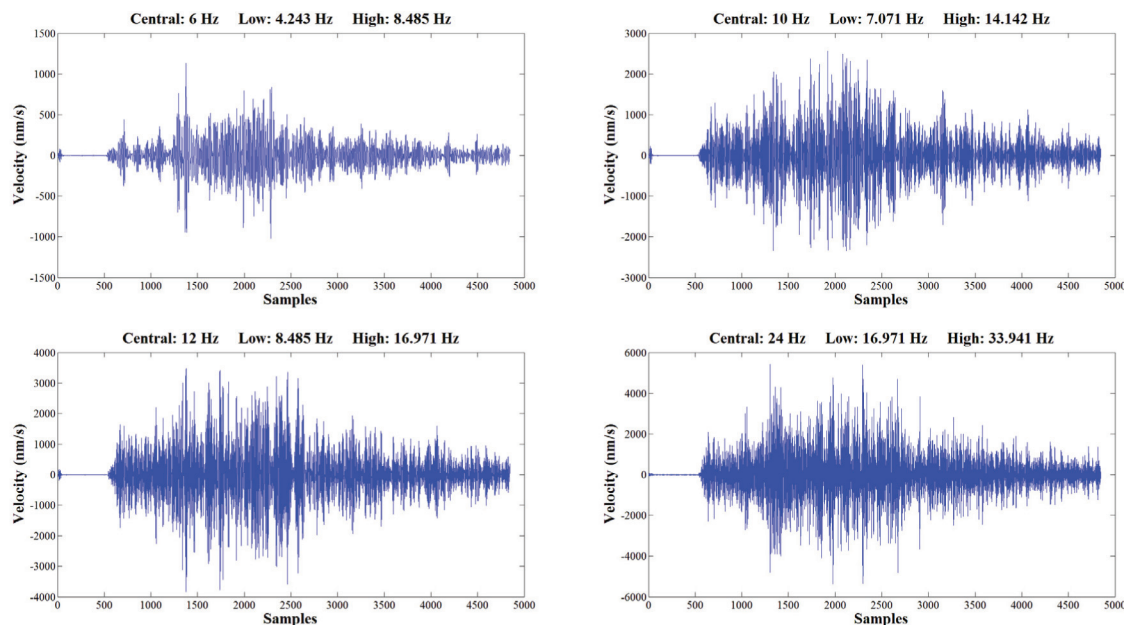 Central: 6 Hz Low: 4.243 Hz High: 8.485 Hz
1500
1000
500
0
-500
-1000
-1500
Velocity (nm/s)
0 500 1000 1500 2000 2500 3000 3500 4000 4500 5000
Samples
Central: 10 Hz Low: 7.071 Hz High: 14.142 Hz
3000
2000
1000
0
-1000
-2000
-3000
Velocity (nm/s)
0 500 1000 1500 2000 2500 3000 3500 4000 4500 5000
Samples
Central: 12 Hz Low: 8.485 Hz High: 16.971 Hz
4000
3000
2000
1000
0
-1000
-2000
-3000
-4000
Velocity (nm/s)
0 500 1000 1500 2000 2500 3000 3500 4000 4500 5000
Samples
Central: 24 Hz Low: 16.971 Hz High: 33.941 Hz
6000
4000
2000
0
-2000
-4000
-6000
Velocity (nm/s)
0 500 1000 1500 2000 2500 3000 3500 4000 4500 5000
Samples